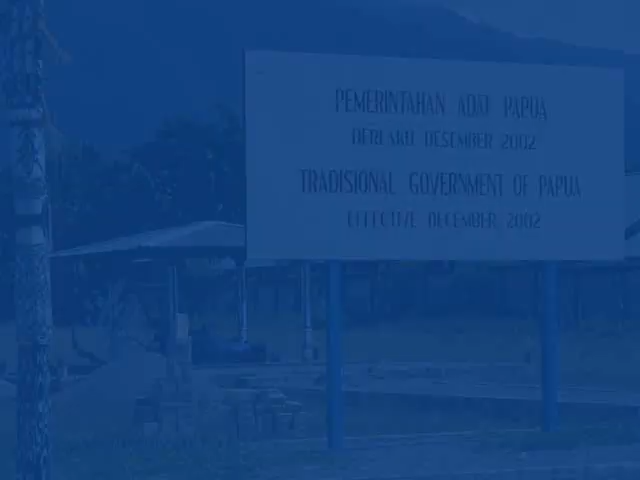 PEMERINTAHAN ADAT PAPUA
BERLAKU DESEMBER 2002
TRADISIONAL GOVERNMENT OF PAPUA
EFFECTIVE DECEMBER 2002